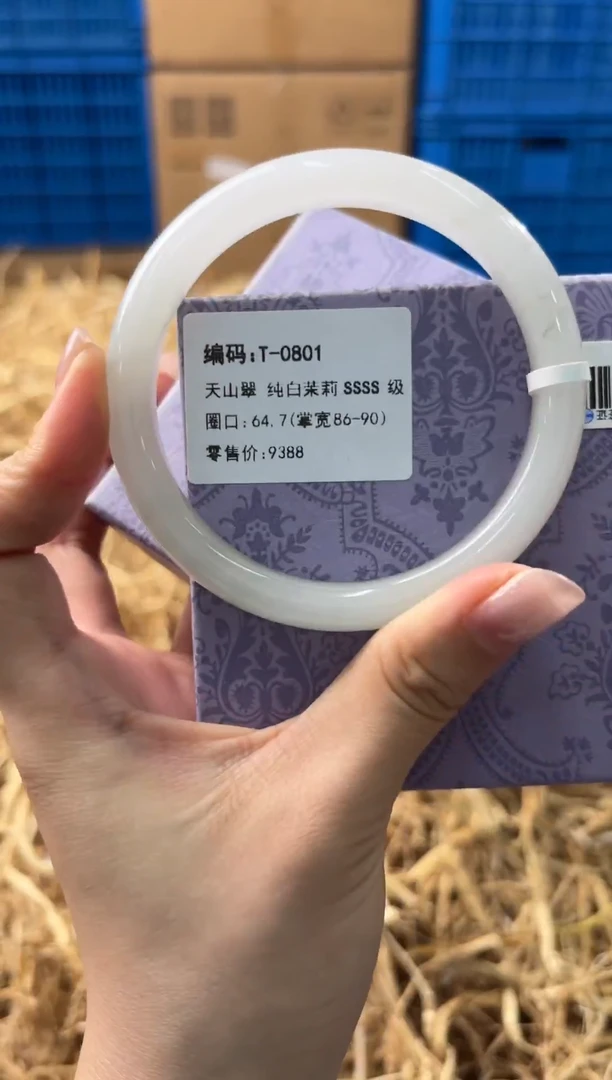 编码:T-0801
天山翠 纯白茉莉 SSSS 级
圈口:64.7(掌宽86-90)
零售价:9388